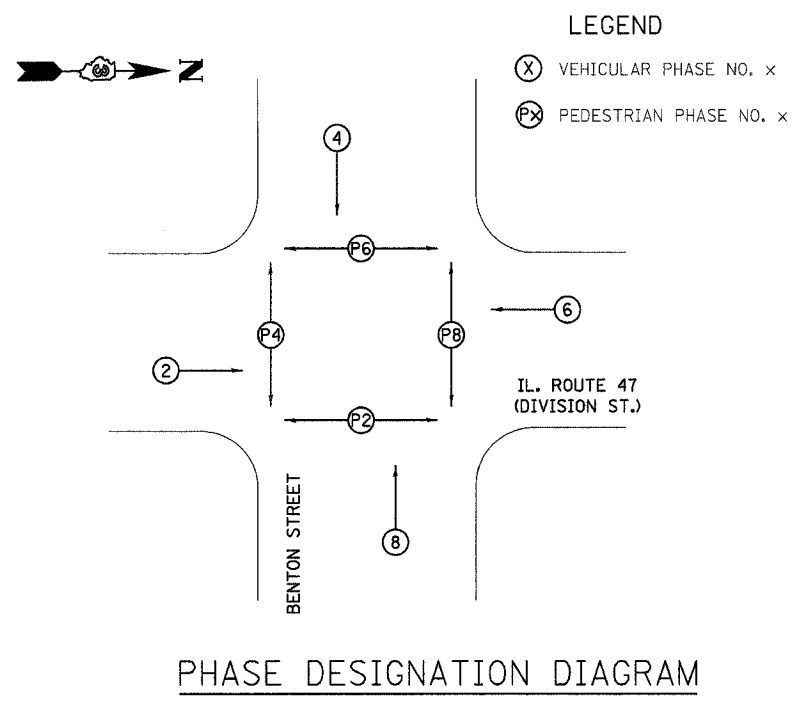 LEGEND
X VEHICULAR PHASE NO. x
Px PEDESTRIAN PHASE NO. x
N
4
P6
6
P4
P8
2
IL. ROUTE 47
(DIVISION ST.)
P2
BENTON STREET
8
PHASE DESIGNATION DIAGRAM